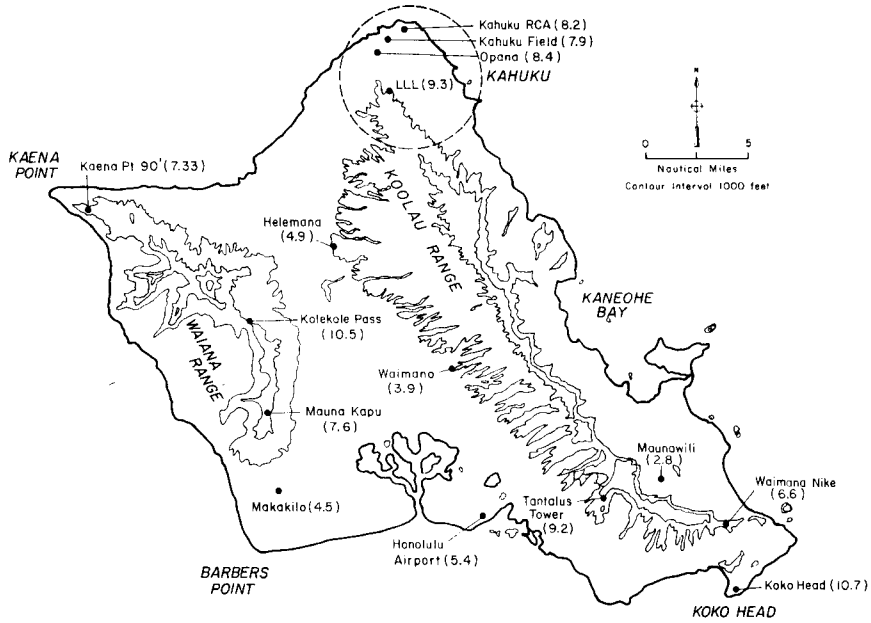 Kahuku RCA (8.2)
Kahuku Field (7.9)
Opana (8.4)
KAHUKU
LLL (9.3)
N
0 5
Nautical Miles
Contour Interval 1000 feet
KAENA
POINT
Kaena Pt 90' (7.33)
KOOLAU RANGE
Helemana
(4.9)
KANEOHE
BAY
Kolekole Pass
(10.5)
WAIANA
RANGE
Waimano
(3.9)
Mauna Kapu
(7.6)
Maunawili
(2.8)
Waimana Nike
(6.6)
Makakilo (4.5)
Tantalus
Tower
(9.2)
Honolulu
Airport (5.4)
BARBERS
POINT
Koko Head (10.7)
KOKO HEAD